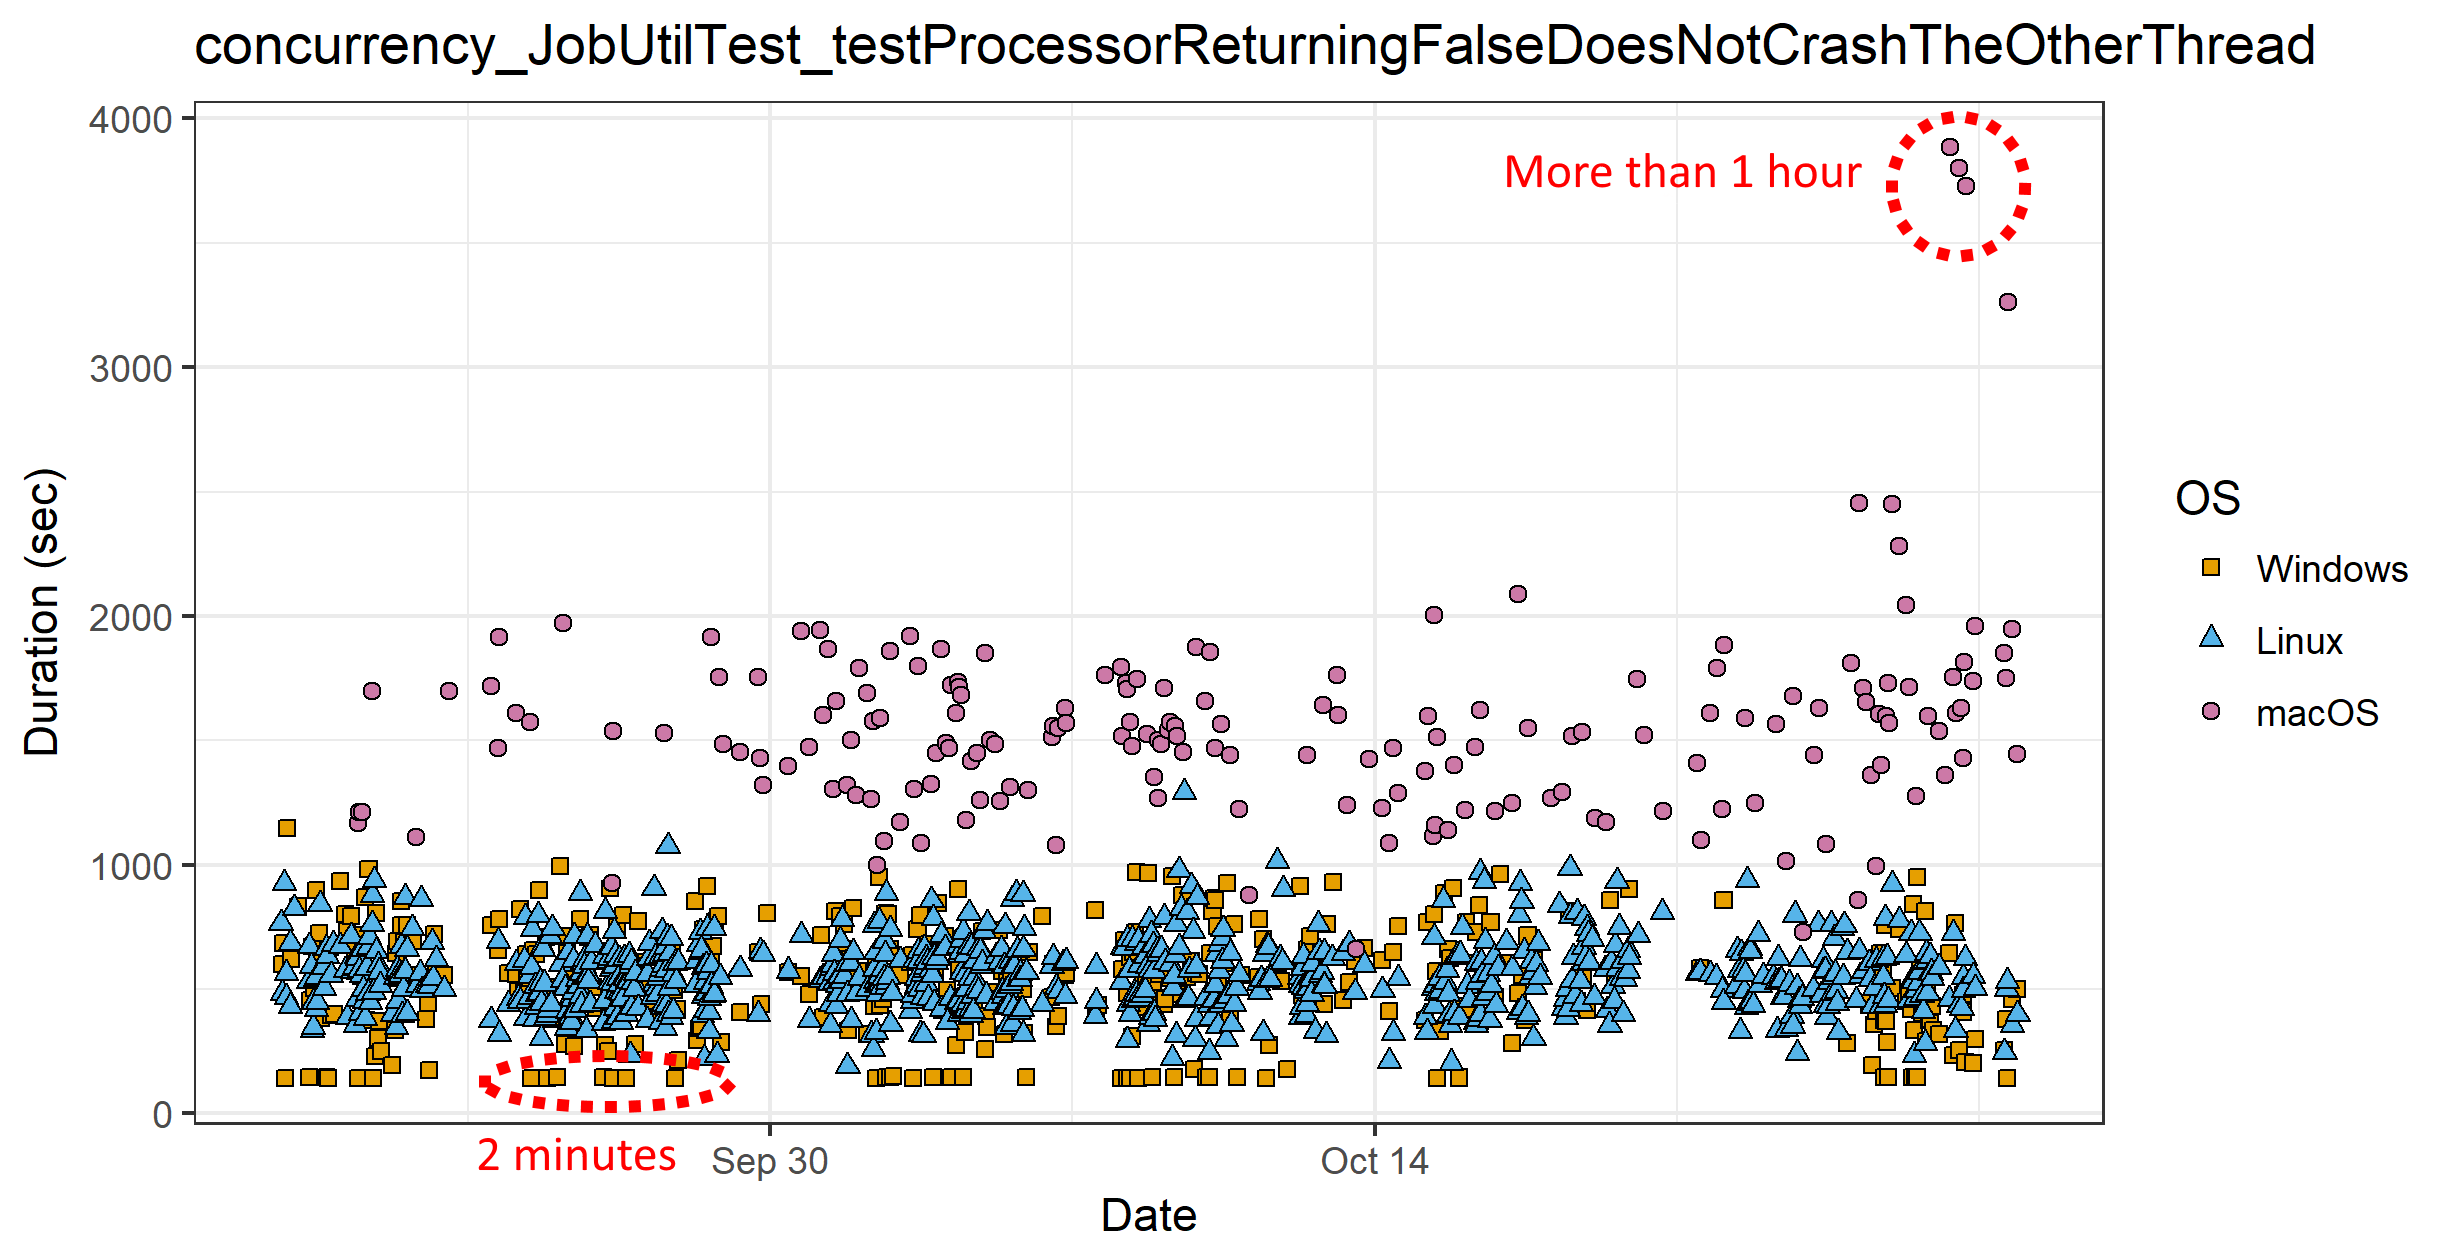 concurrency_JobUtilTest_testProcessorReturningFalseDoesNotCrashTheOtherThread
4000
More than 1 hour
3000
Duration (sec)
OS
Windows
2000
Linux
macOS
1000
0
2 minutes
Sep 30
Oct 14
Date